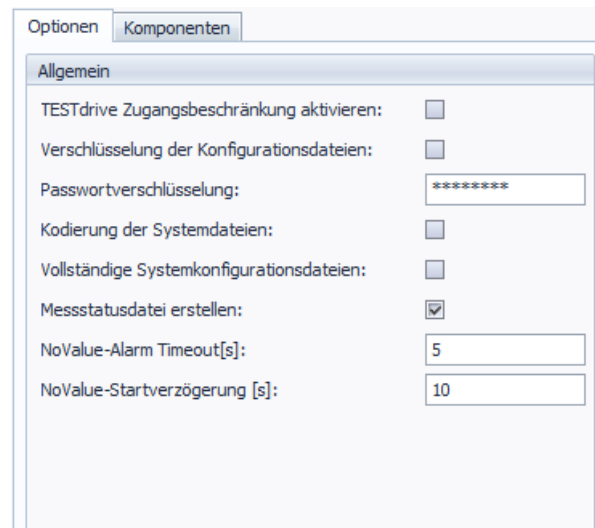 Optionen Komponenten
Allgemein
TESTdrive Zugangsbeschränkung aktivieren:
Verschlüsselung der Konfigurationsdateien:
Passwortverschlüsselung: ********
Kodierung der Systemdateien:
Vollständige Systemkonfigurationsdateien:
Messstatusdatei erstellen:
NoValue-Alarm Timeout[s]: 5
NoValue-Startverzögerung [s]: 10